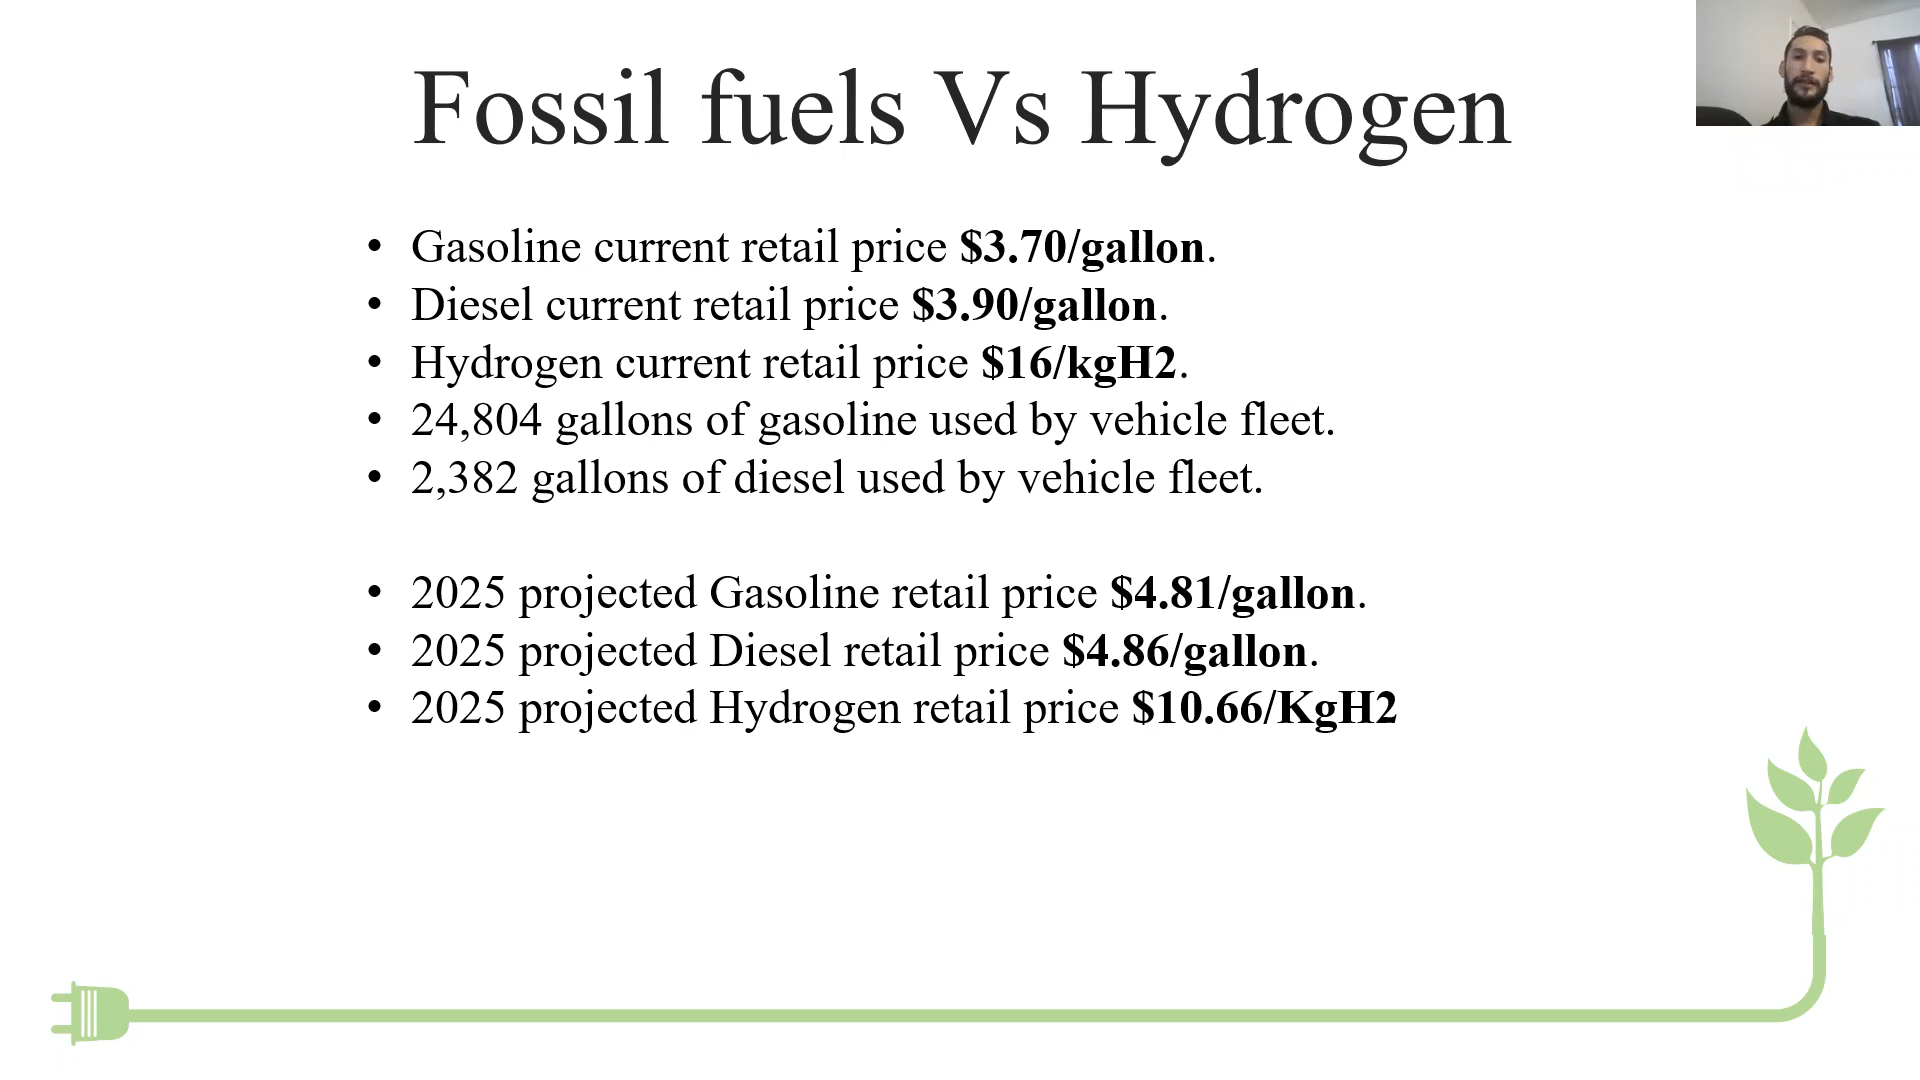 Fossil fuels Vs Hydrogen
• Gasoline current retail price $3.70/gallon.
• Diesel current retail price $3.90/gallon.
• Hydrogen current retail price $16/kgH2.
• 24,804 gallons of gasoline used by vehicle fleet.
• 2,382 gallons of diesel used by vehicle fleet.
• 2025 projected Gasoline retail price $4.81/gallon.
• 2025 projected Diesel retail price $4.86/gallon.
• 2025 projected Hydrogen retail price $10.66/KgH2